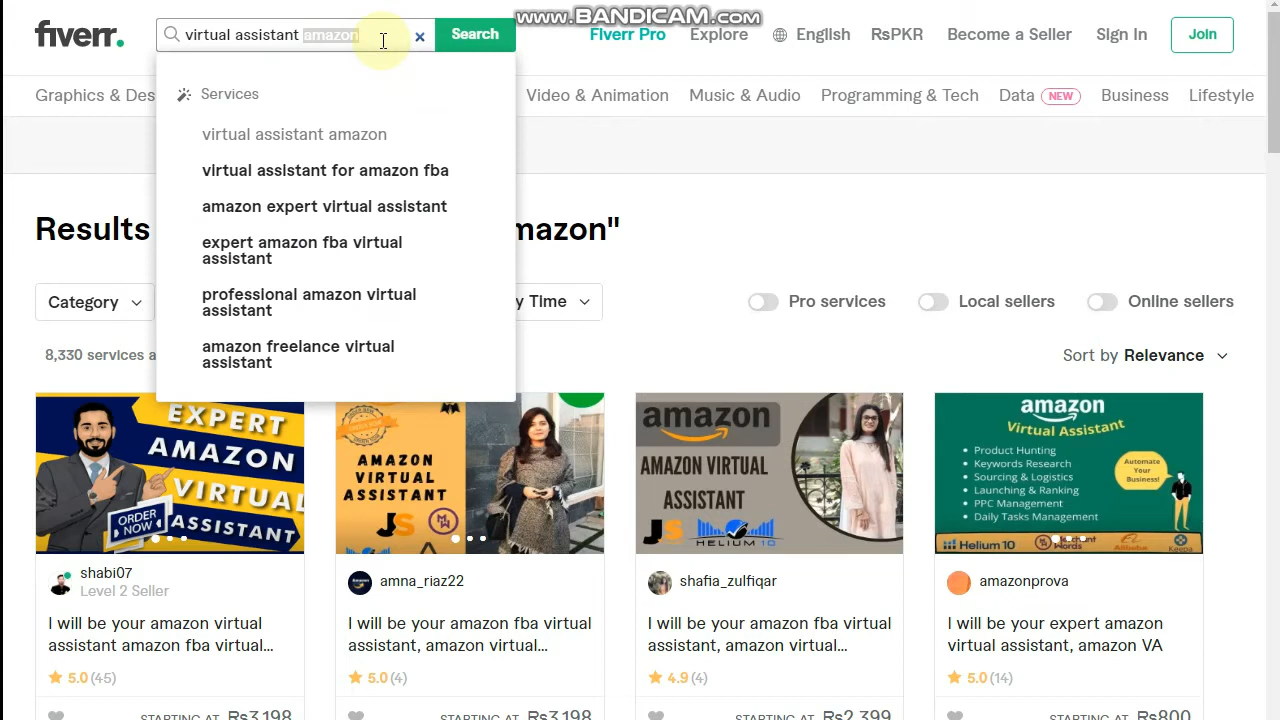 www.BANDICAM.com
fiverr.
virtual assistant amazon
Search
Fiverr Pro
Explore
English
RsPKR
Become a Seller
Sign In
Join
Graphics & Des
Video & Animation
Music & Audio
Programming & Tech
Data NEW
Business
Lifestyle
Services
virtual assistant amazon
virtual assistant for amazon fba
amazon expert virtual assistant
expert amazon fba virtual
assistant
professional amazon virtual
assistant
amazon freelance virtual
assistant
Results
mazon"
Category
y Time
Pro services
Local sellers
Online sellers
8,330 services a
Sort by Relevance
EXPERT
AMAZON
VIRTUAL
ASSISTANT
ORDER
NOW
AMAZON
VIRTUAL
ASSISTANT
JS
amazon
AMAZON VIRTUAL
ASSISTANT
JS
HELIUM 10
amazon
Virtual Assistant
• Product Hunting
• Keywords Research
• Sourcing & Logistics
• Launching & Ranking
• PPC Management
• Daily Tasks Management
Automate
Your
Business!
Helium 10
Words
Alibaba
Keepa
shabi07
Level 2 Seller
I will be your amazon virtual
assistant amazon fba virtual...
5.0 (45)
STARTING AT Rs3,198
amna_riaz22
I will be your amazon fba virtual
assistant, amazon virtual...
5.0 (4)
STARTING AT Rs3,198
shafia_zulfiqar
I will be your amazon fba virtual
assistant, amazon virtual...
4.9 (4)
STARTING AT Rs2,399
amazonprova
I will be your expert amazon
virtual assistant, amazon VA
5.0 (14)
STARTING AT Rs800